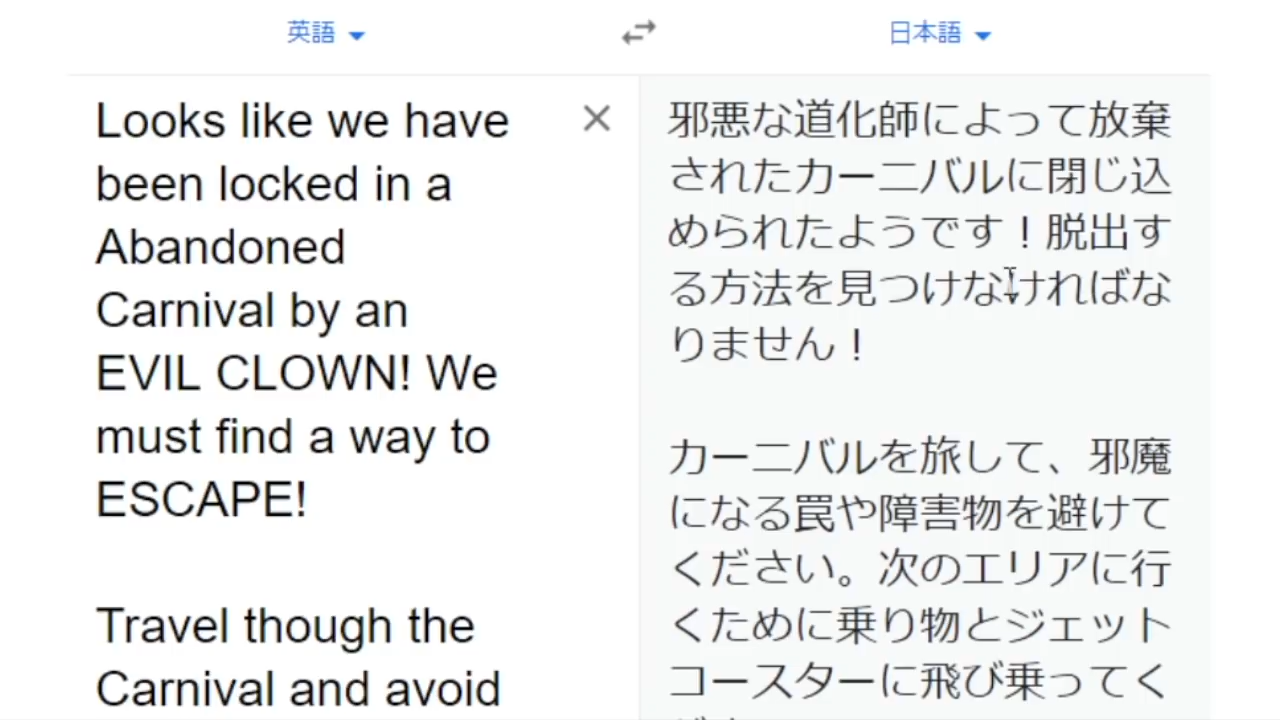 英語
日本語
Looks like we have
been locked in a
Abandoned
Carnival by an
EVIL CLOWN! We
must find a way to
ESCAPE!
Travel though the
Carnival and avoid
邪悪な道化師によって放棄
されたカーニバルに閉じ込
められたようです！脱出す
る方法を見つけなければな
りません！
カーニバルを旅して、邪魔
になる罠や障害物を避けて
ください。次のエリアに行
くために乗り物とジェット
コースターに飛び乗ってく